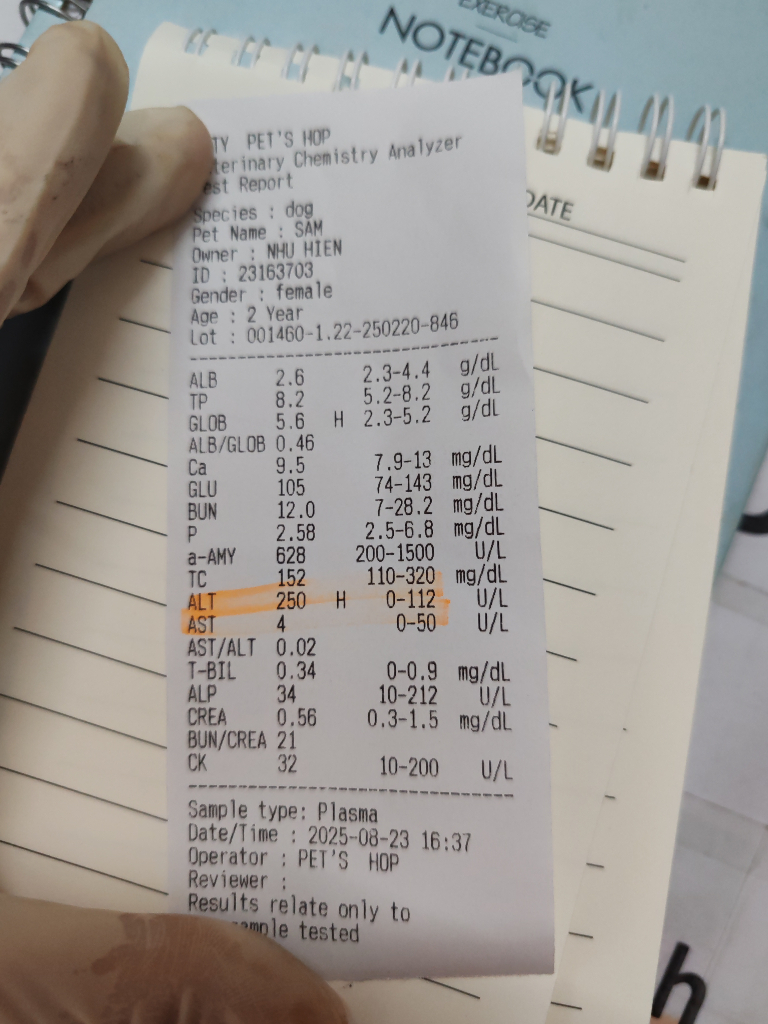 EXERCISE
NOTEBOOK
DATE
TY PET'S HOP
terinary Chemistry Analyzer
est Report
Species : dog
Pet Name : SAM
Owner : NHU HIEN
ID : 23163703
Gender : female
Age : 2 Year
Lot : 001460-1.22-250220-846
ALB 2.6 2.3-4.4 g/dL
TP 8.2 5.2-8.2 g/dL
GLOB 5.6 H 2.3-5.2 g/dL
ALB/GLOB 0.46
Ca 9.5 7.9-13 mg/dL
GLU 105 74-143 mg/dL
BUN 12.0 7-28.2 mg/dL
P 2.58 2.5-6.8 mg/dL
a-AMY 628 200-1500 U/L
TC 152 110-320 mg/dL
ALT 250 H 0-112 U/L
AST 4 0-50 U/L
AST/ALT 0.02
T-BIL 0.34 0-0.9 mg/dL
ALP 34 10-212 U/L
CREA 0.56 0.3-1.5 mg/dL
BUN/CREA 21
CK 32 10-200 U/L
Sample type: Plasma
Date/Time : 2025-08-23 16:37
Operator : PET'S HOP
Reviewer :
Results relate only to
sample tested
h